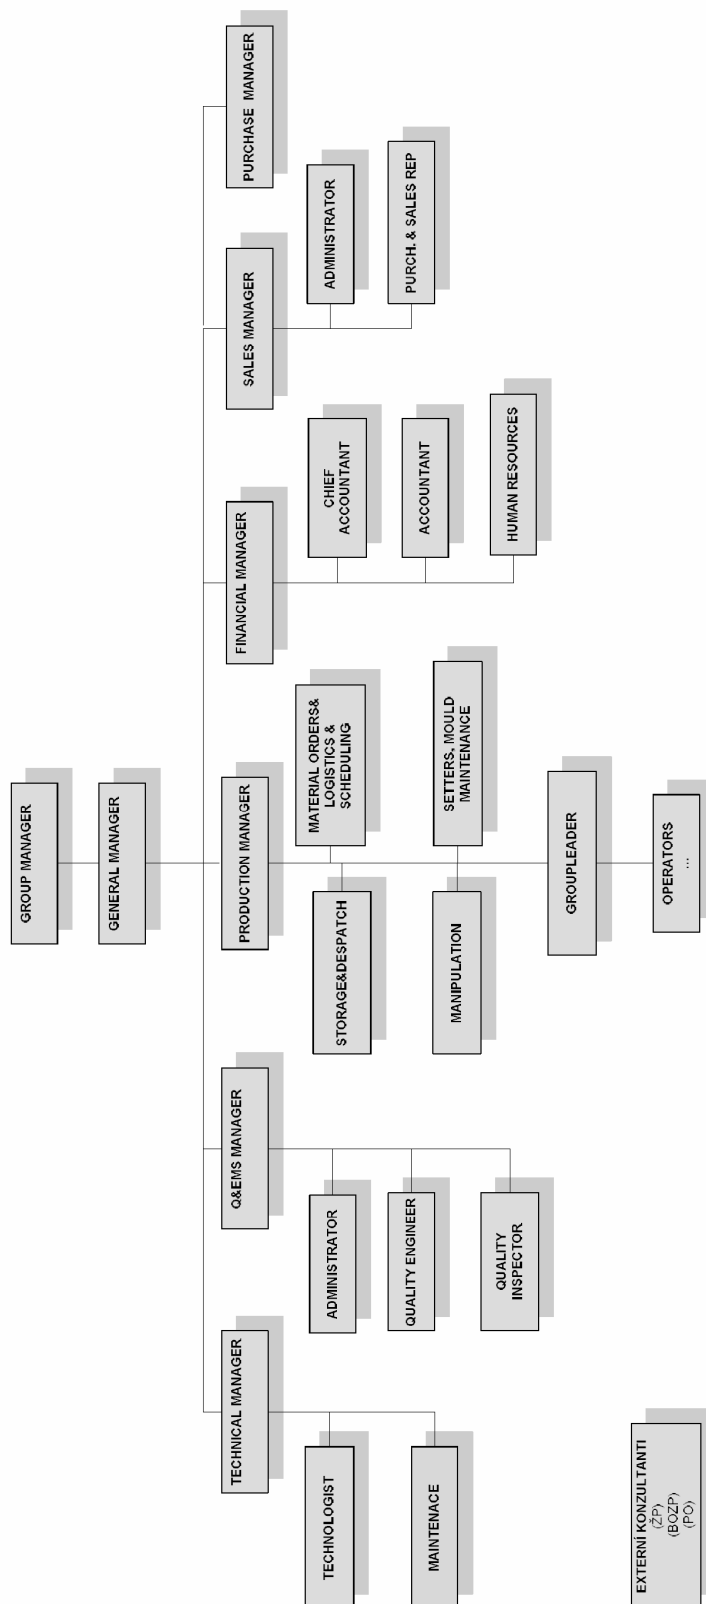 GROUP MANAGER
GENERAL MANAGER
TECHNICAL MANAGER
Q&EMS MANAGER
PRODUCTION MANAGER
FINANCIAL MANAGER
SALES MANAGER
PURCHASE MANAGER
TECHNOLOGIST
MAINTENACE
ADMINISTRATOR
QUALITY ENGINEER
QUALITY
INSPECTOR
STORAGE&DESPATCH
MATERIAL ORDERS&
LOGISTICS &
SCHEDULING
MANIPULATION
SETTERS, MOULD
MAINTENANCE
GROUPLEADER
OPERATORS
...
CHIEF
ACCOUNTANT
ACCOUNTANT
HUMAN RESOURCES
ADMINISTRATOR
PURCH. & SALES REP
EXTERNÍ KONZULTANTI
(ŽP)
(BOZP)
(PO)